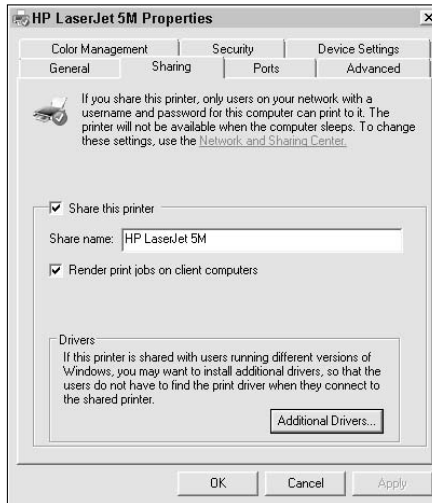 HP LaserJet 5M Properties
Color Management Security Device Settings
General Sharing Ports Advanced
If you share this printer, only users on your network with a
username and password for this computer can print to it. The
printer will not be available when the computer sleeps. To change
these settings, use the Network and Sharing Center.
Share this printer
Share name: HP LaserJet 5M
Render print jobs on client computers
Drivers
If this printer is shared with users running different versions of
Windows, you may want to install additional drivers, so that the
users do not have to find the print driver when they connect to
the shared printer.
Additional Drivers...
OK Cancel Apply